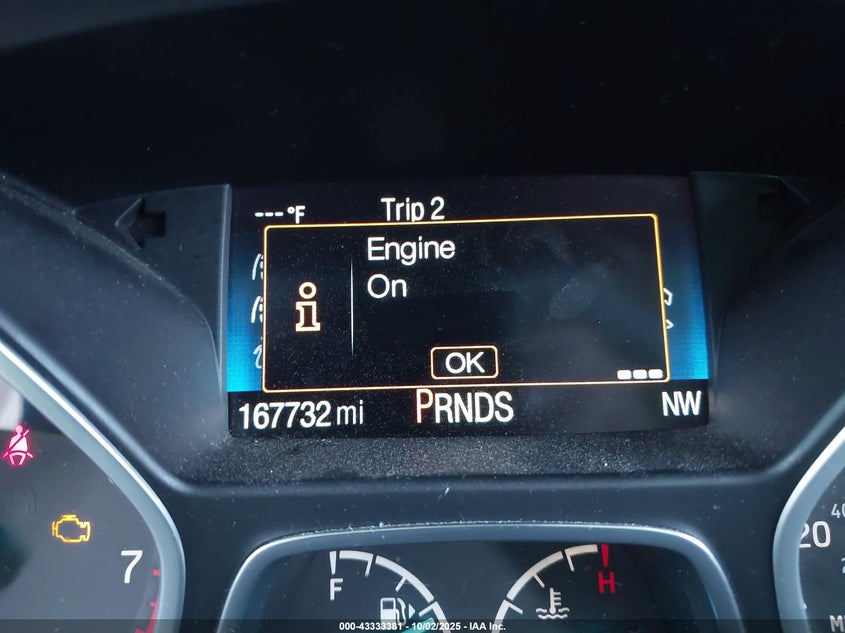 ---°F Trip 2
Engine
On
OK
167732 mi PRNDS NW
7
F
H
20
000-43333381 - 10/02/2025 - IAA Inc.